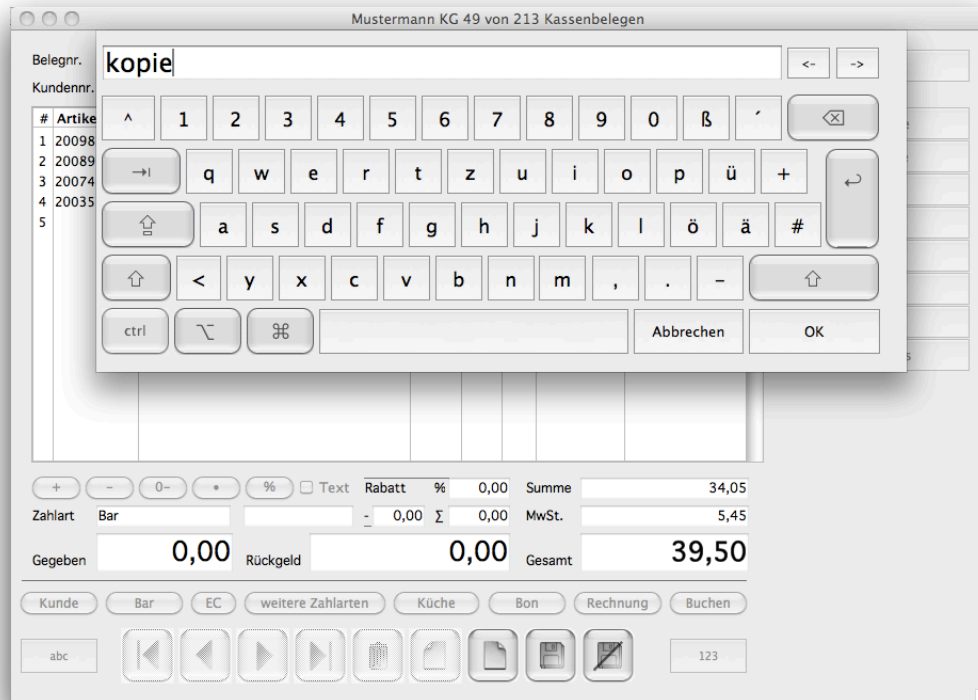 Mustermann KG 49 von 213 Kassenbelegen
Belegnr.
kopie
<- ->
Kundennr.
# Artike
1 20098
2 20089
3 20074
4 20035
5
^ 1 2 3 4 5 6 7 8 9 0 ß ´
q w e r t z u i o p ü +
a s d f g h j k l ö ä #
< y x c v b n m , . –
ctrl Abbrechen OK
+ – 0– • % Text Rabatt % 0,00 Summe 34,05
Zahlart Bar - 0,00 Σ 0,00 MwSt. 5,45
Gegeben 0,00 Rückgeld 0,00 Gesamt 39,50
Kunde Bar EC weitere Zahlarten Küche Bon Rechnung Buchen
abc 123